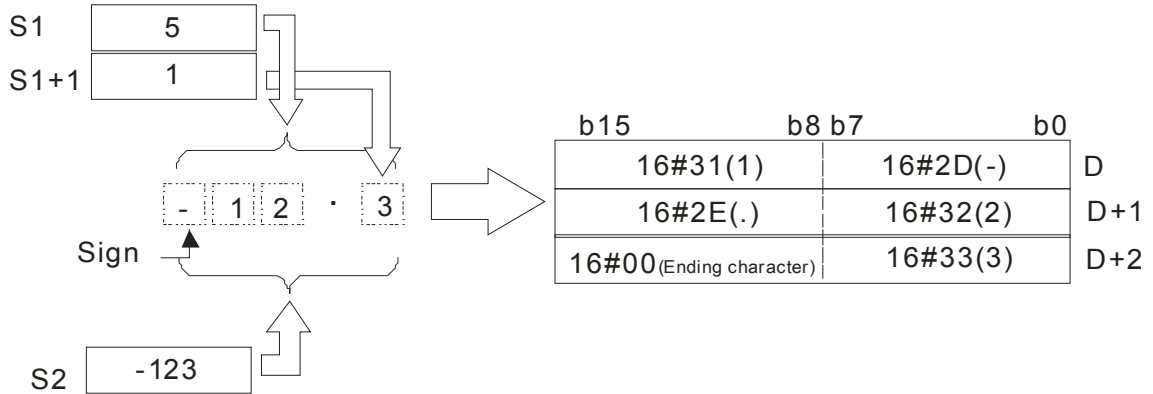 S1 5
S1+1 1
b15 b8 b7 b0
16#31(1) 16#2D(-) D
- 1 2 . 3
16#2E(.) 16#32(2) D+1
Sign
16#00(Ending character) 16#33(3) D+2
S2 -123